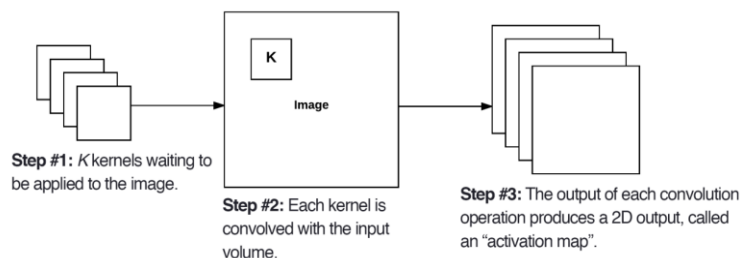 K
Image
Step #1: K kernels waiting to
be applied to the image.
Step #2: Each kernel is
convolved with the input
volume.
Step #3: The output of each convolution
operation produces a 2D output, called
an “activation map”.